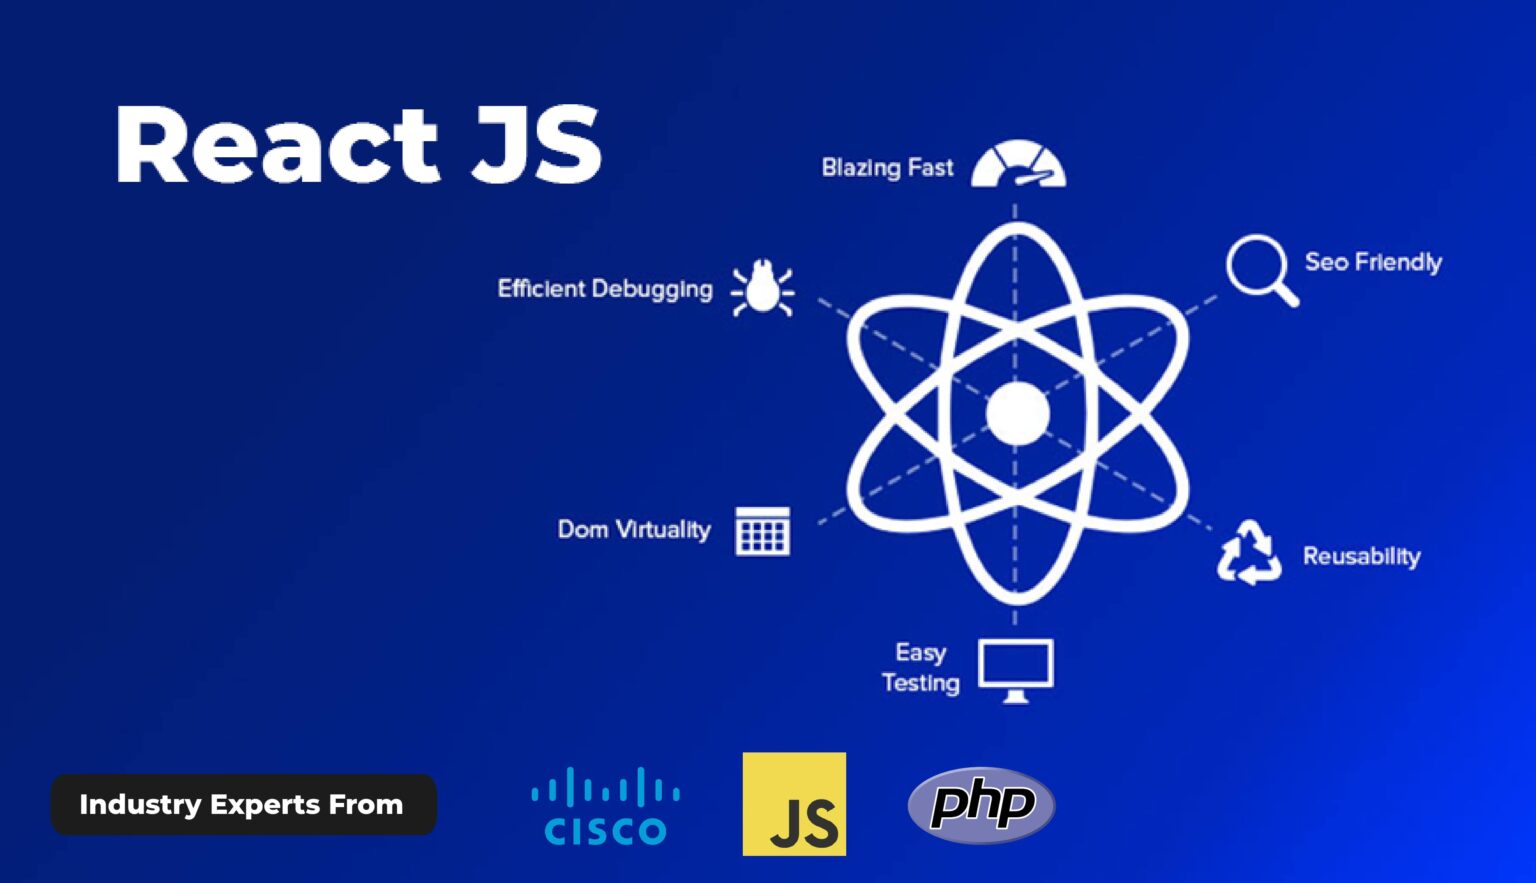 React JS
Blazing Fast
Seo Friendly
Efficient Debugging
Dom Virtuality
Reusability
Easy
Testing
Industry Experts From
CISCO
JS
php